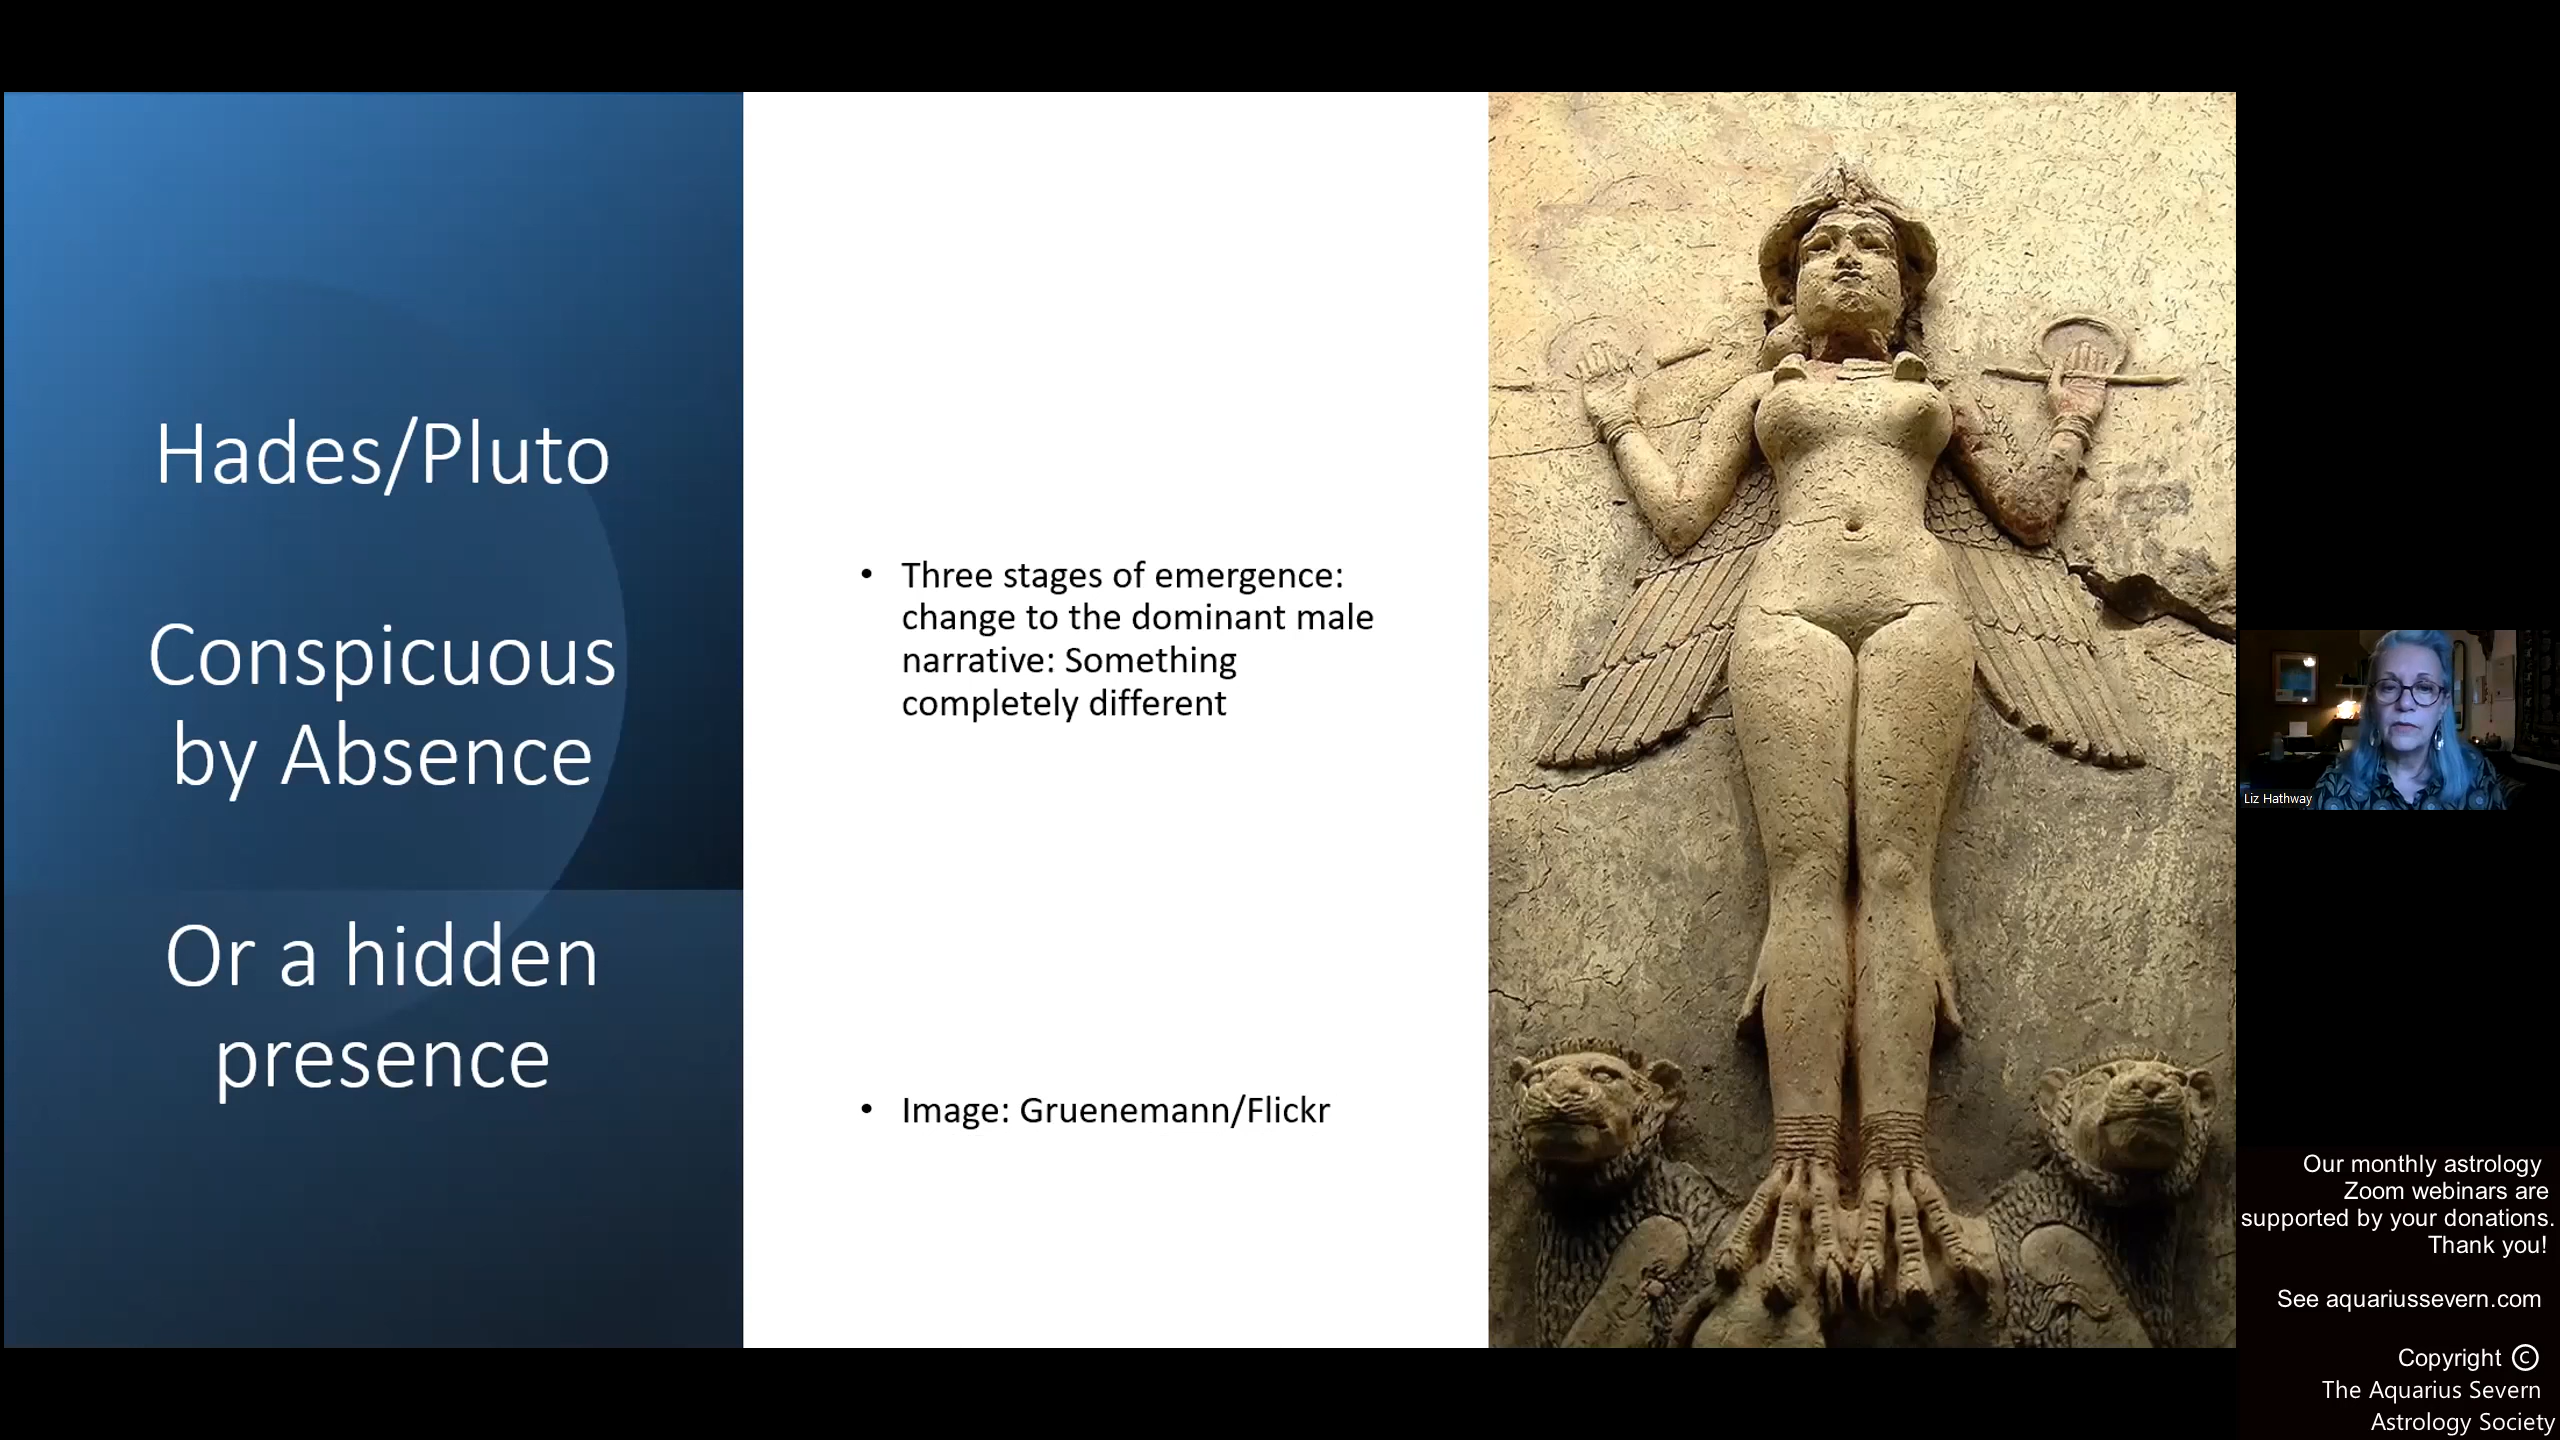 Hades/Pluto
Conspicuous
by Absence
Or a hidden
presence
• Three stages of emergence:
change to the dominant male
narrative: Something
completely different
• Image: Gruenemann/Flickr
Liz Hathway
Our monthly astrology
Zoom webinars are
supported by your donations.
Thank you!
See aquariussevern.com
Copyright ©
The Aquarius Severn
Astrology Society